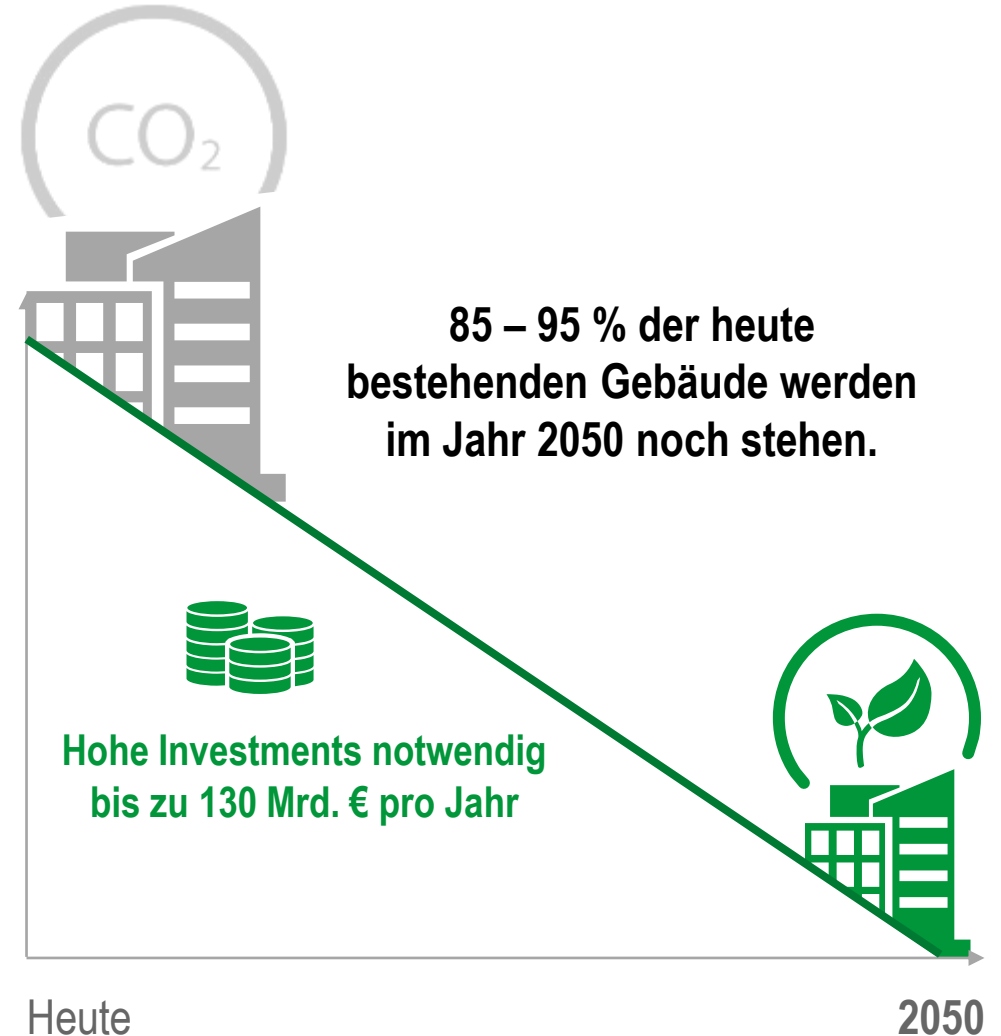 CO₂
85 – 95 % der heute
bestehenden Gebäude werden
im Jahr 2050 noch stehen.
Hohe Investments notwendig
bis zu 130 Mrd. € pro Jahr
Heute 2050